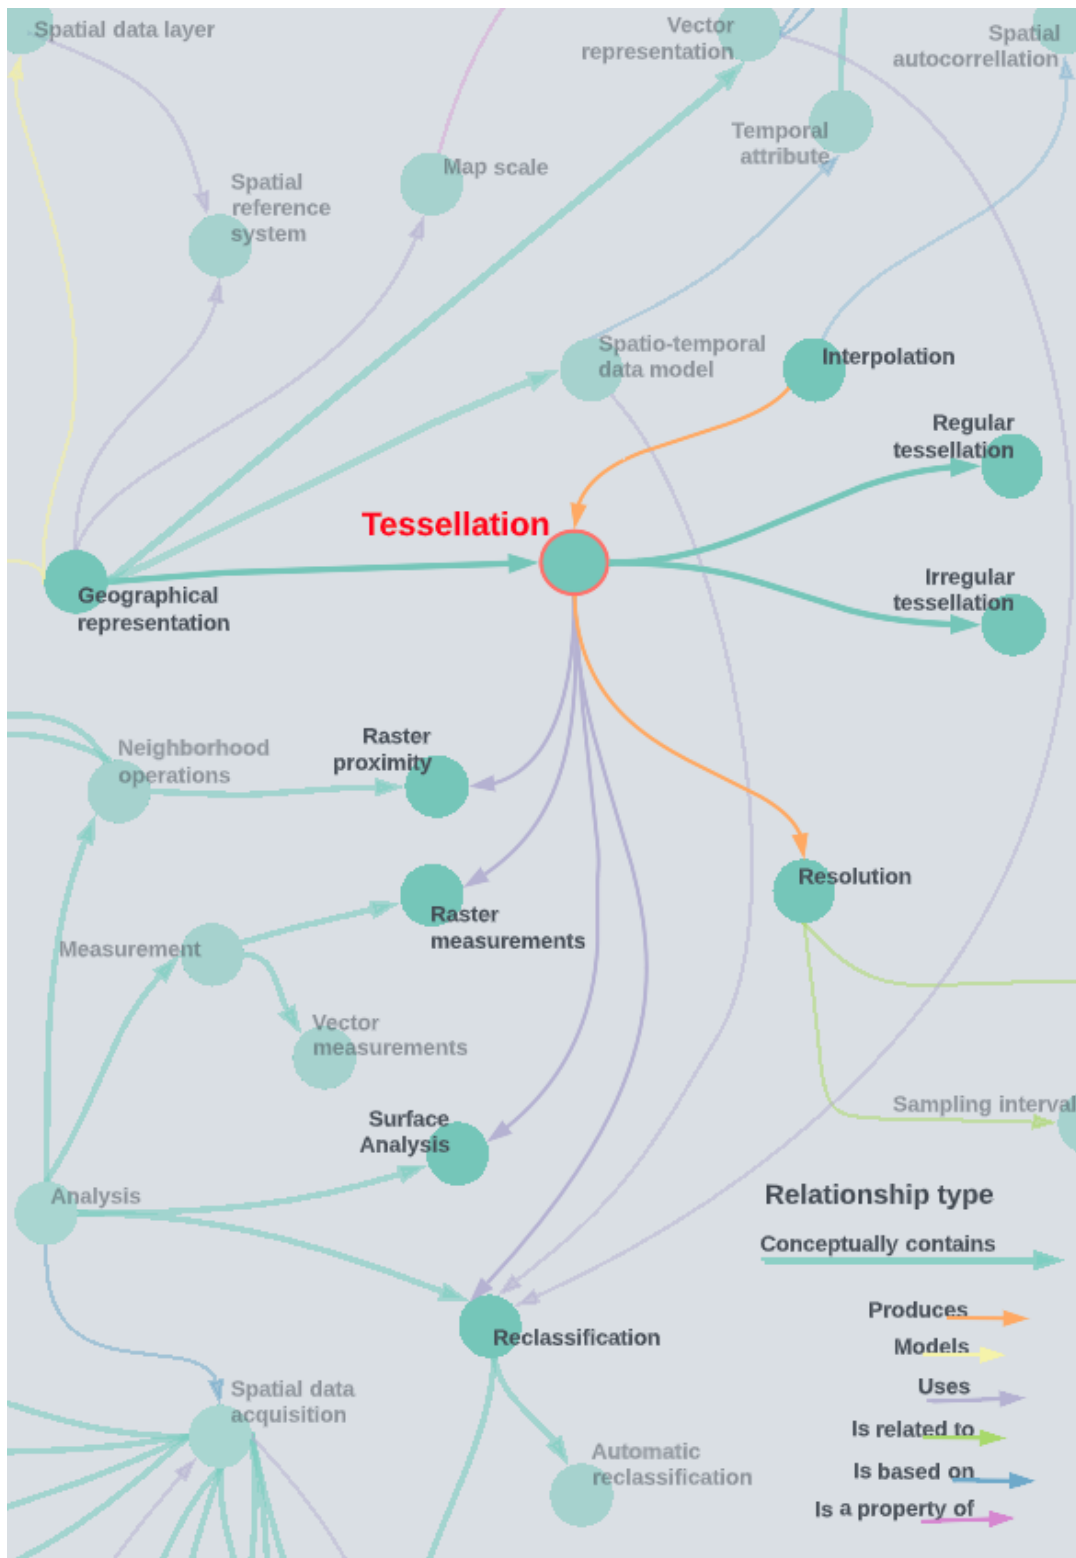 Spatial data layer
Vector
representation
Spatial
autocorrellation
Temporal
attribute
Map scale
Spatial
reference
system
Spatio-temporal
data model
Interpolation
Regular
tessellation
Tessellation
Geographical
representation
Irregular
tessellation
Neighborhood
operations
Raster
proximity
Resolution
Raster
measurements
Measurement
Vector
measurements
Surface
Analysis
Sampling interval
Analysis
Relationship type
Conceptually contains
Produces
Models
Uses
Is related to
Is based on
Is a property of
Reclassification
Spatial data
acquisition
Automatic
reclassification